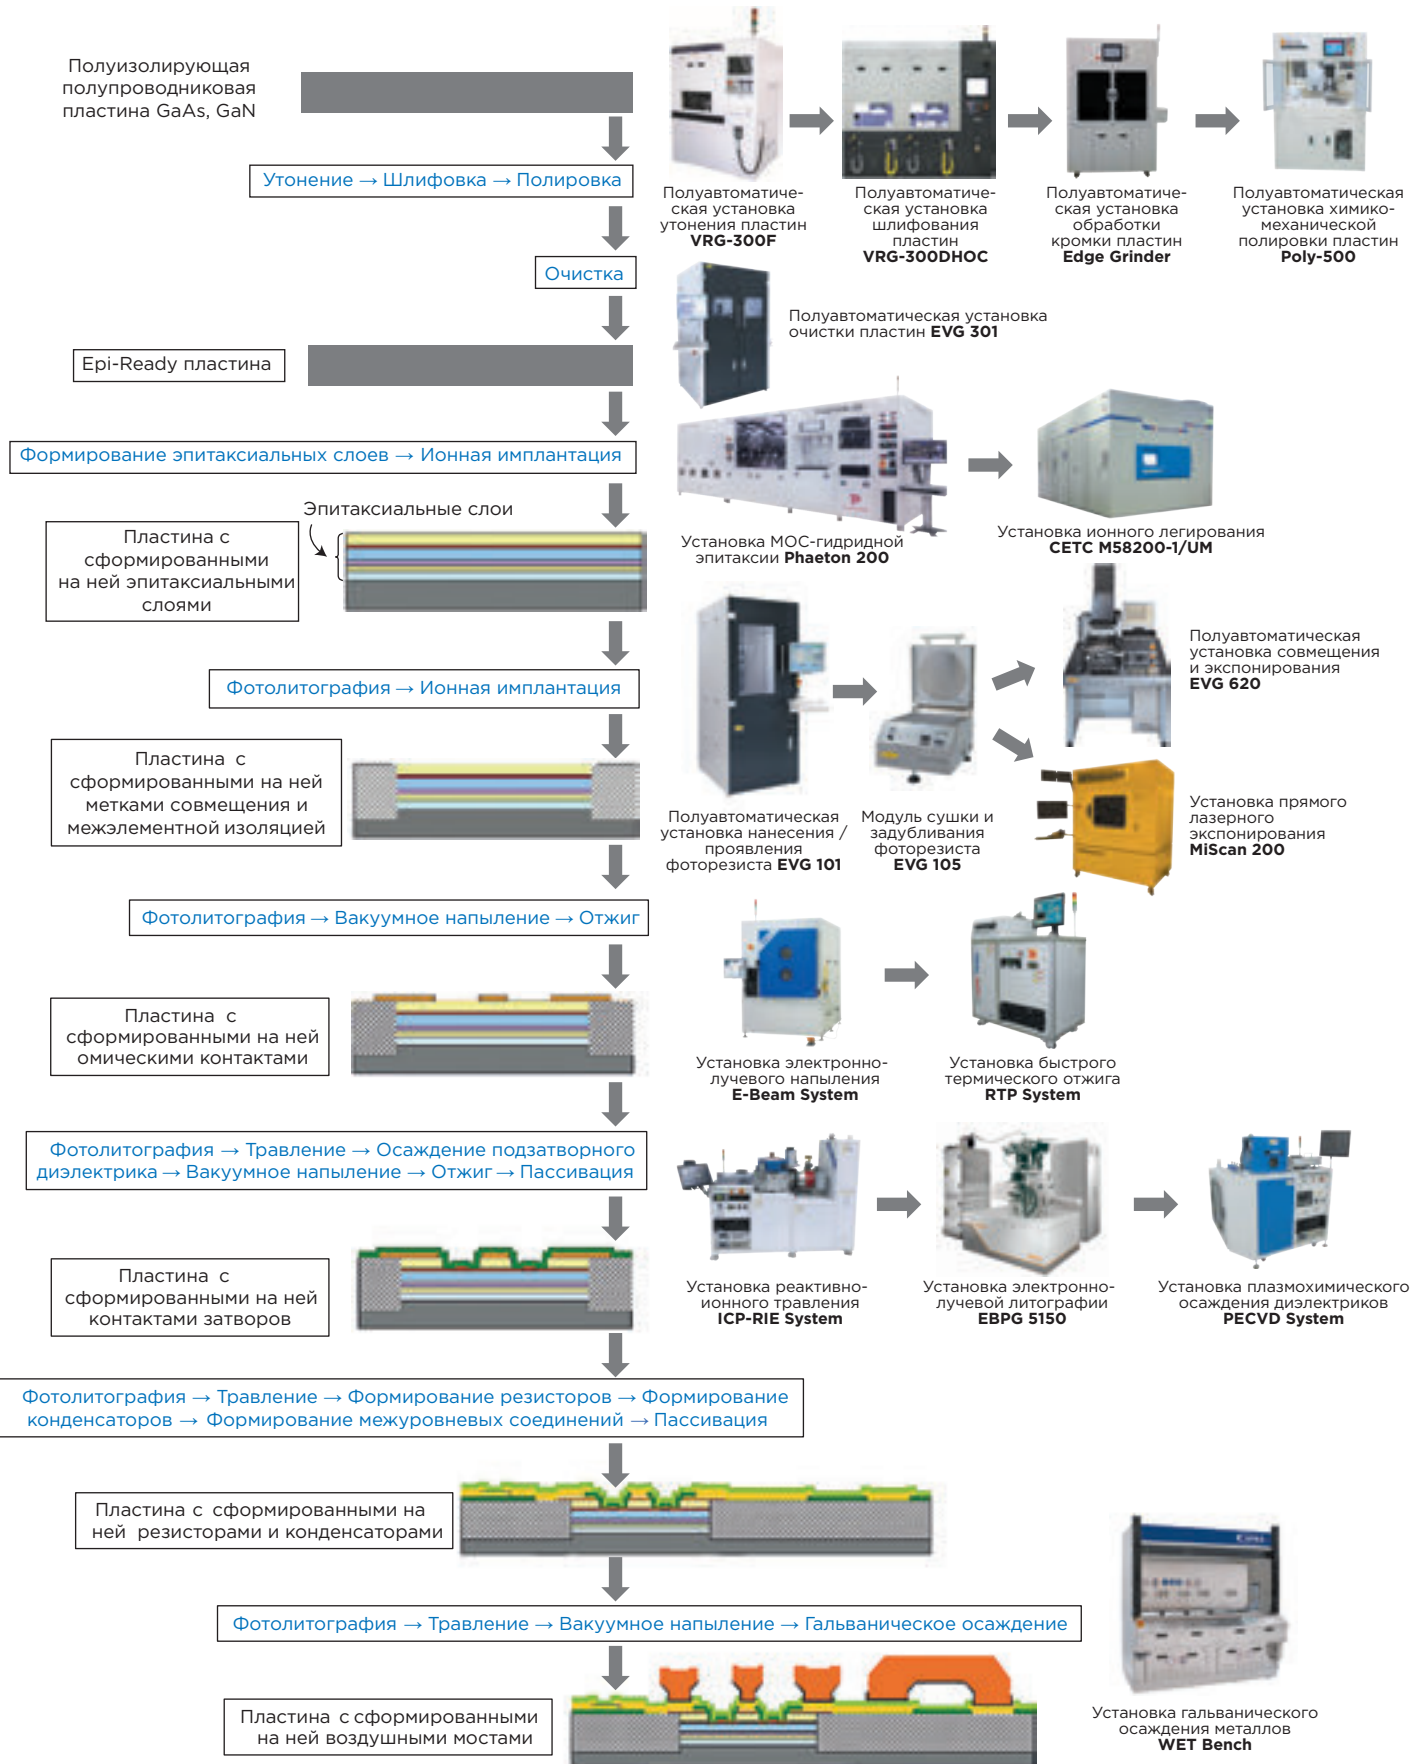 Полуизолирующая
полупроводниковая
пластина GaAs, GaN
Утонение → Шлифовка → Полировка
Полуавтоматиче-
ская установка
утонения пластин
VRG-300F
Полуавтоматиче-
ская установка
шлифования
пластин
VRG-300DHOC
Полуавтоматиче-
ская установка
обработки
кромки пластин
Edge Grinder
Полуавтоматическая
установка химико-
механической
полировки пластин
Poly-500
Очистка
Полуавтоматическая установка
очистки пластин EVG 301
Epi-Ready пластина
Формирование эпитаксиальных слоев → Ионная имплантация
Установка МОС-гидридной
эпитаксии Phaeton 200
Установка ионного легирования
CETC M58200-1/UM
Эпитаксиальные слои
Пластина с
сформированными
на ней эпитаксиальными
слоями
Фотолитография → Ионная имплантация
Полуавтоматическая
установка совмещения
и экспонирования
EVG 620
Пластина с
сформированными на ней
метками совмещения и
межэлементной изоляцией
Полуавтоматическая
установка нанесения /
проявления
фоторезиста EVG 101
Модуль сушки и
задубливания
фоторезиста
EVG 105
Установка прямого
лазерного
экспонирования
MiScan 200
Фотолитография → Вакуумное напыление → Отжиг
Пластина с
сформированными на ней
омическими контактами
Установка электронно-
лучевого напыления
E-Beam System
Установка быстрого
термического отжига
RTP System
Фотолитография → Травление → Осаждение подзатворного
диэлектрика → Вакуумное напыление → Отжиг → Пассивация
Пластина с
сформированными на ней
контактами затворов
Установка реактивно-
ионного травления
ICP-RIE System
Установка электронно-
лучевой литографии
EBPG 5150
Установка плазмохимического
осаждения диэлектриков
PECVD System
Фотолитография → Травление → Формирование резисторов → Формирование
конденсаторов → Формирование межуровневых соединений → Пассивация
Пластина с сформированными на
ней резисторами и конденсаторами
Фотолитография → Травление → Вакуумное напыление → Гальваническое осаждение
Пластина с сформированными
на ней воздушными мостами
Установка гальванического
осаждения металлов
WET Bench